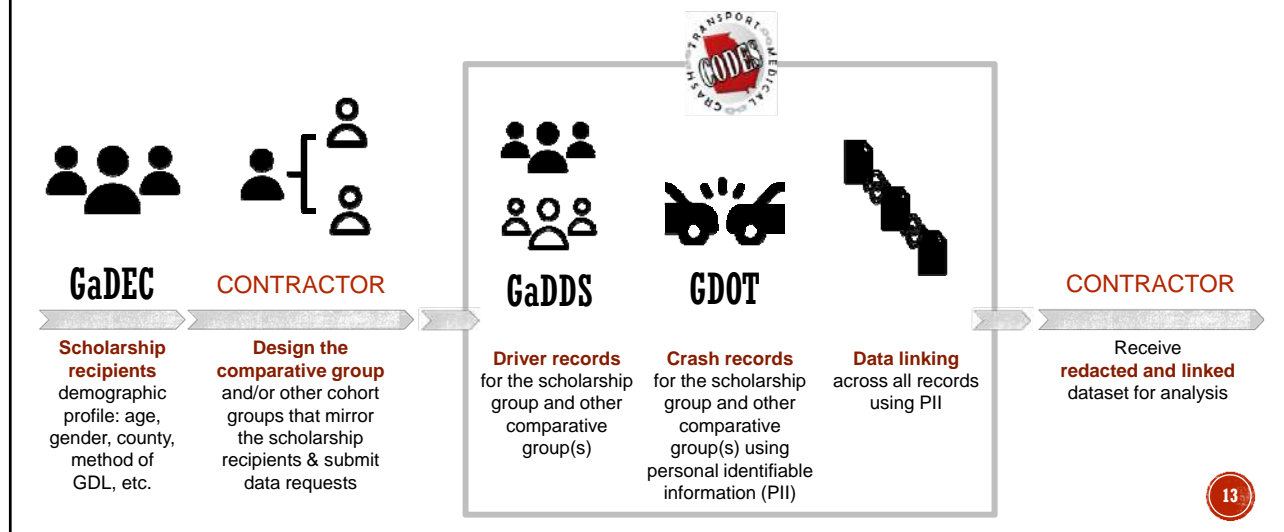 CRASH TRANSPORT MEDICAL
CODES
GaDEC
Scholarship
recipients
demographic
profile: age,
gender, county,
method of
GDL, etc.
CONTRACTOR
Design the
comparative group
and/or other cohort
groups that mirror
the scholarship
recipients & submit
data requests
GaDDS
Driver records
for the scholarship
group and other
comparative
group(s)
GDOT
Crash records
for the scholarship
group and other
comparative
group(s) using
personal identifiable
information (PII)
Data linking
across all records
using PII
CONTRACTOR
Receive
redacted and linked
dataset for analysis
13